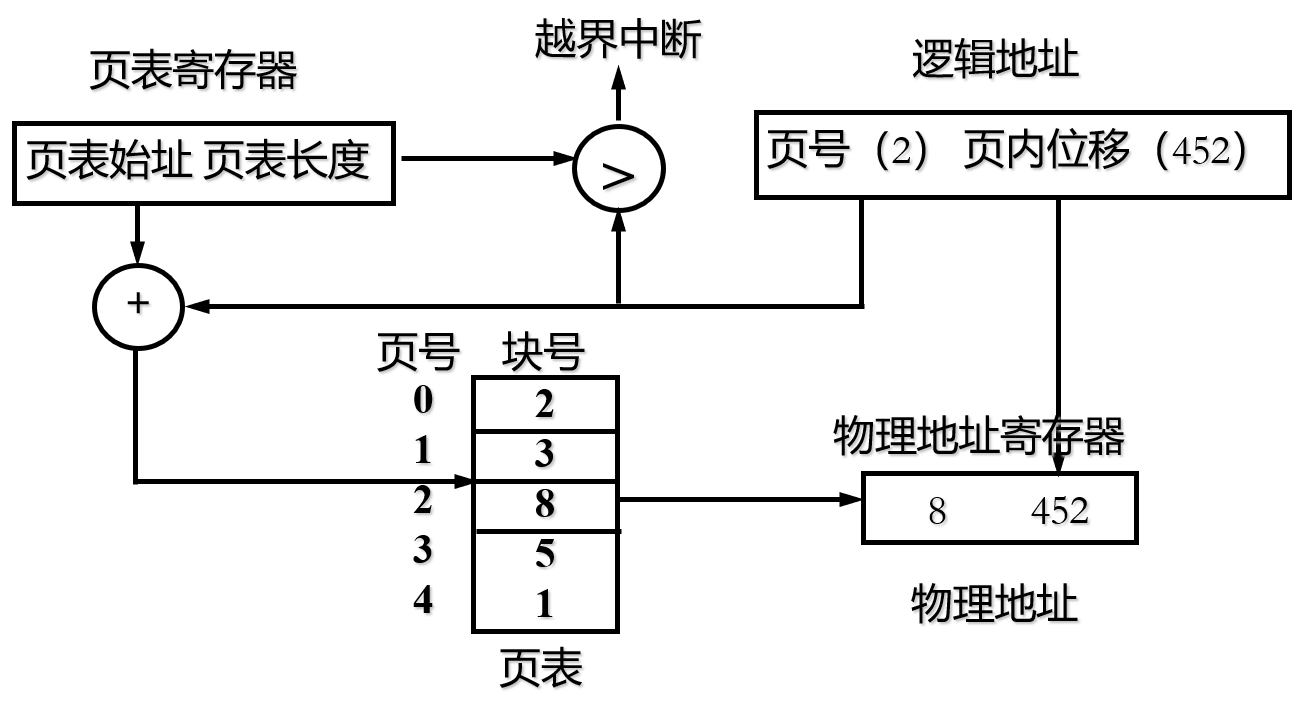 越界中断
页表寄存器
逻辑地址
页表始址 页表长度
>
页号（2） 页内位移（452）
+
页号 块号
0 2
1 3
2 8
3 5
4 1
页表
物理地址寄存器
8 452
物理地址